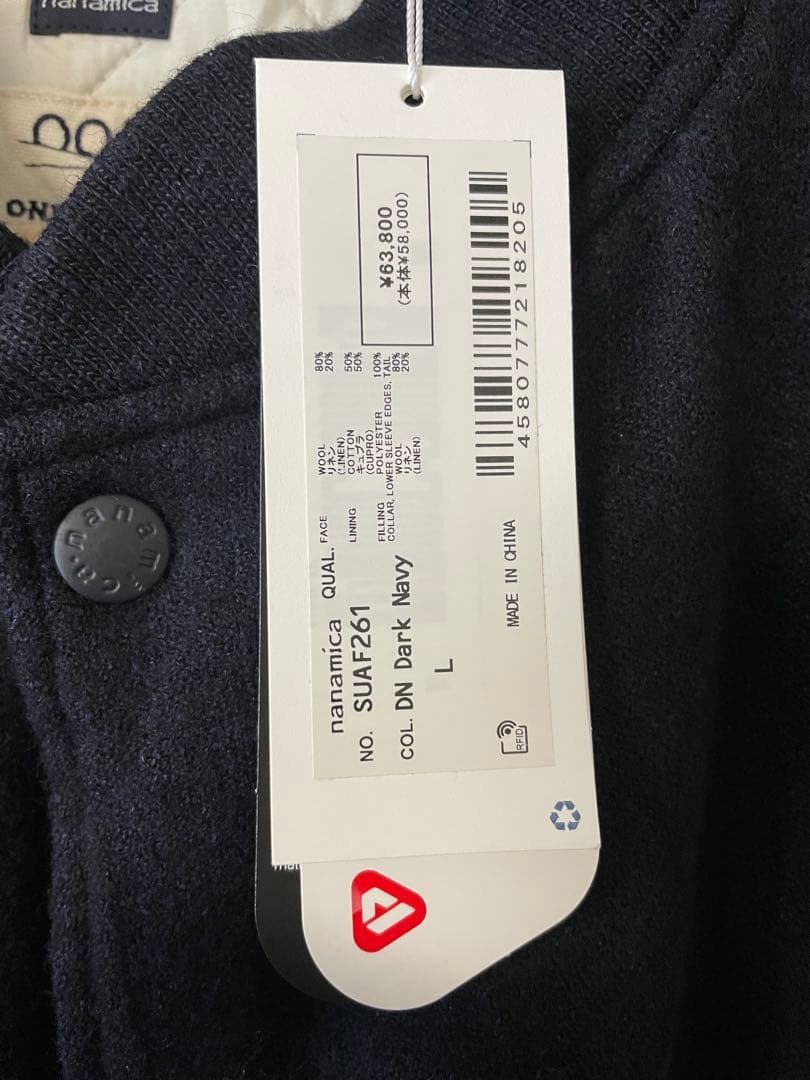 nanamica
ONE
nanamica
nanamica
NO. SUAF261
COL. DN Dark Navy
L
QUAL.
FACE WOOL 80%
リネン 20%
(LINEN)
LINING COTTON 50%
キュプラ 50%
(CUPRO)
FILLING POLYESTER 100%
COLLAR, LOWER SLEEVE EDGES, TAIL
WOOL 80%
リネン 20%
(LINEN)
¥63,800
(本体¥58,000)
4580777218205
MADE IN CHINA
RFID